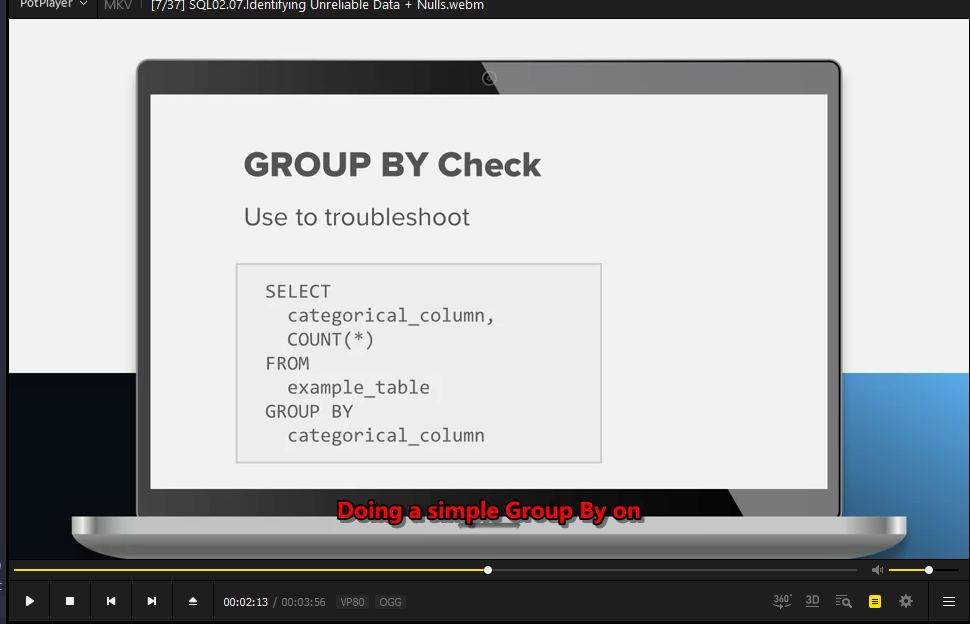 PotPlayer
MKV
[7/37] SQL02.07.Identifying Unreliable Data + Nulls.webm
GROUP BY Check
Use to troubleshoot
SELECT
categorical_column,
COUNT(*)
FROM
example_table
GROUP BY
categorical_column
Doing a simple Group By on
00:02:13 / 00:03:56 VP80 OGG
360° 3D